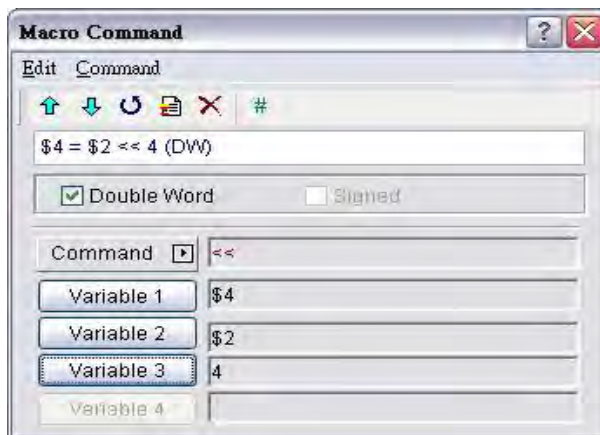 Macro Command
Edit Command
#
$4 = $2 << 4 (DW)
Double Word Signed
Command <<
Variable 1 $4
Variable 2 $2
Variable 3 4
Variable 4